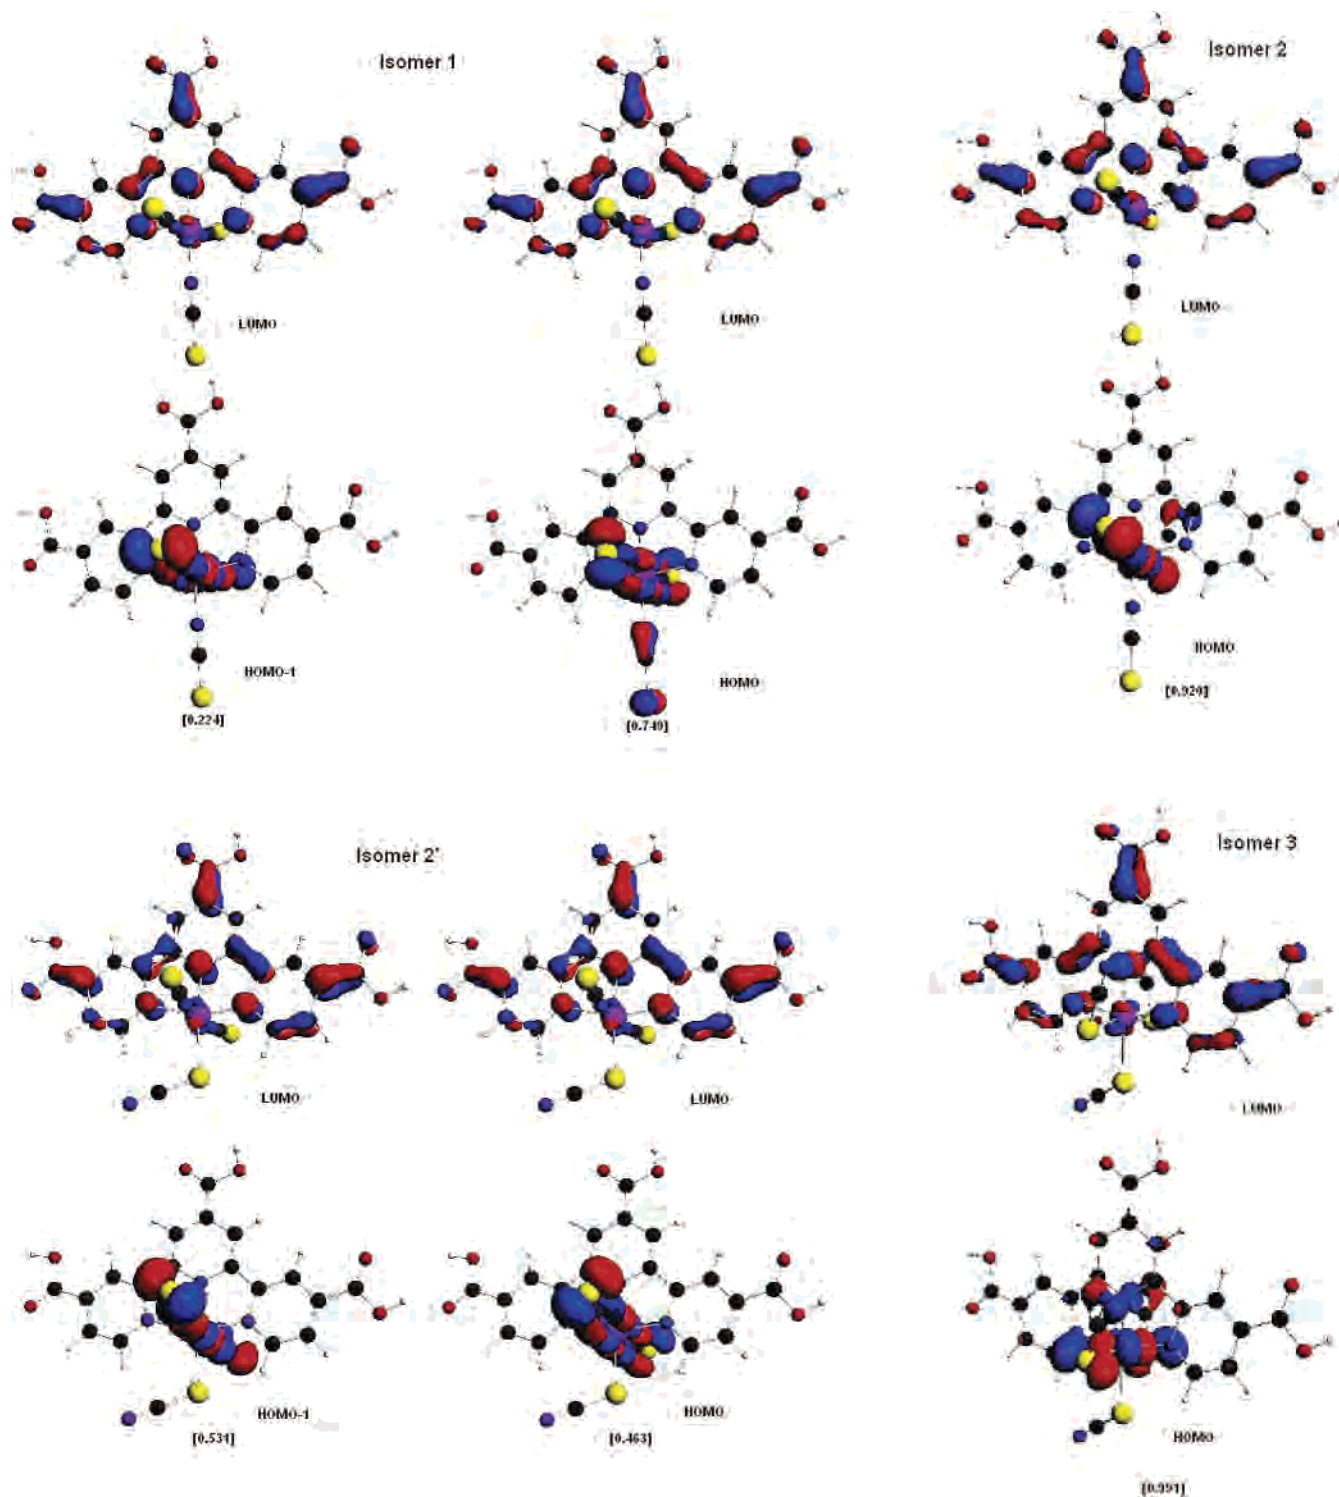 Isomer 1
Isomer 2
LUMO
LUMO
LUMO
HOMO-1
HOMO
HOMO
[0.224]
[0.749]
[0.920]
Isomer 2'
Isomer 3
LUMO
LUMO
LUMO
HOMO-1
HOMO
HOMO
[0.531]
[0.463]
[0.991]